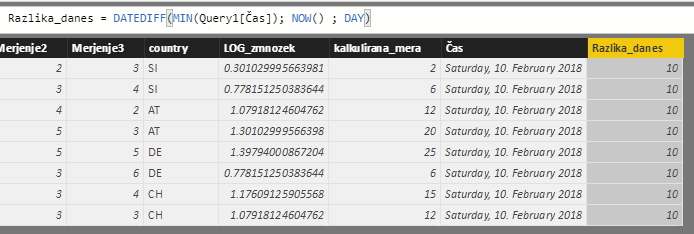 Razlika_danes = DATEDIFF(MIN(Query1[Čas]); NOW() ; DAY)
Merjenje2 Merjenje3 country LOG_zmnozek kalkulirana_mera Čas Razlika_danes
2 3 SI 0.301029995663981 2 Saturday, 10. February 2018 10
3 4 SI 0.778151250383644 6 Saturday, 10. February 2018 10
4 2 AT 1.07918124604762 12 Saturday, 10. February 2018 10
5 3 AT 1.30102999566398 20 Saturday, 10. February 2018 10
5 5 DE 1.39794000867204 25 Saturday, 10. February 2018 10
3 6 DE 0.778151250383644 6 Saturday, 10. February 2018 10
3 4 CH 1.17609125905568 15 Saturday, 10. February 2018 10
3 3 CH 1.07918124604762 12 Saturday, 10. February 2018 10